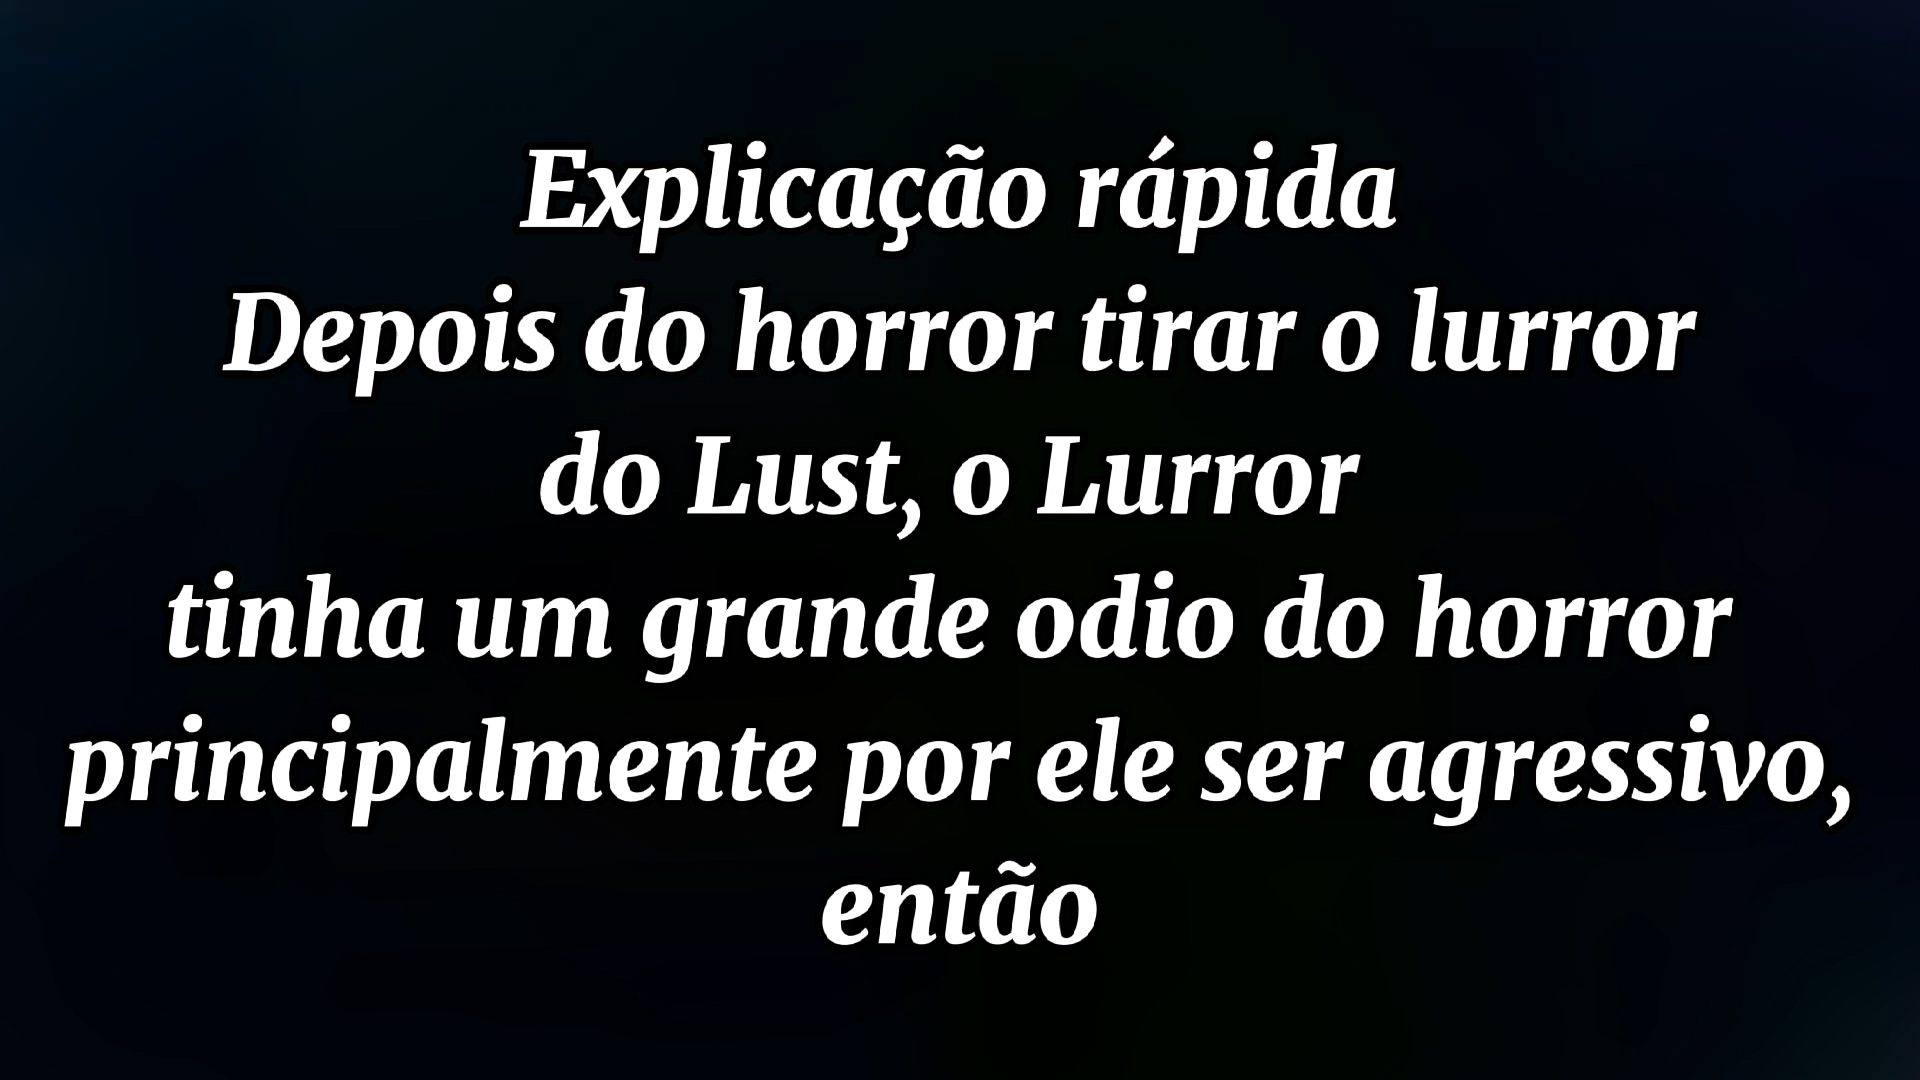 Explicação rápida
Depois do horror tirar o lurror
do Lust, o Lurror
tinha um grande odio do horror
principalmente por ele ser agressivo,
então